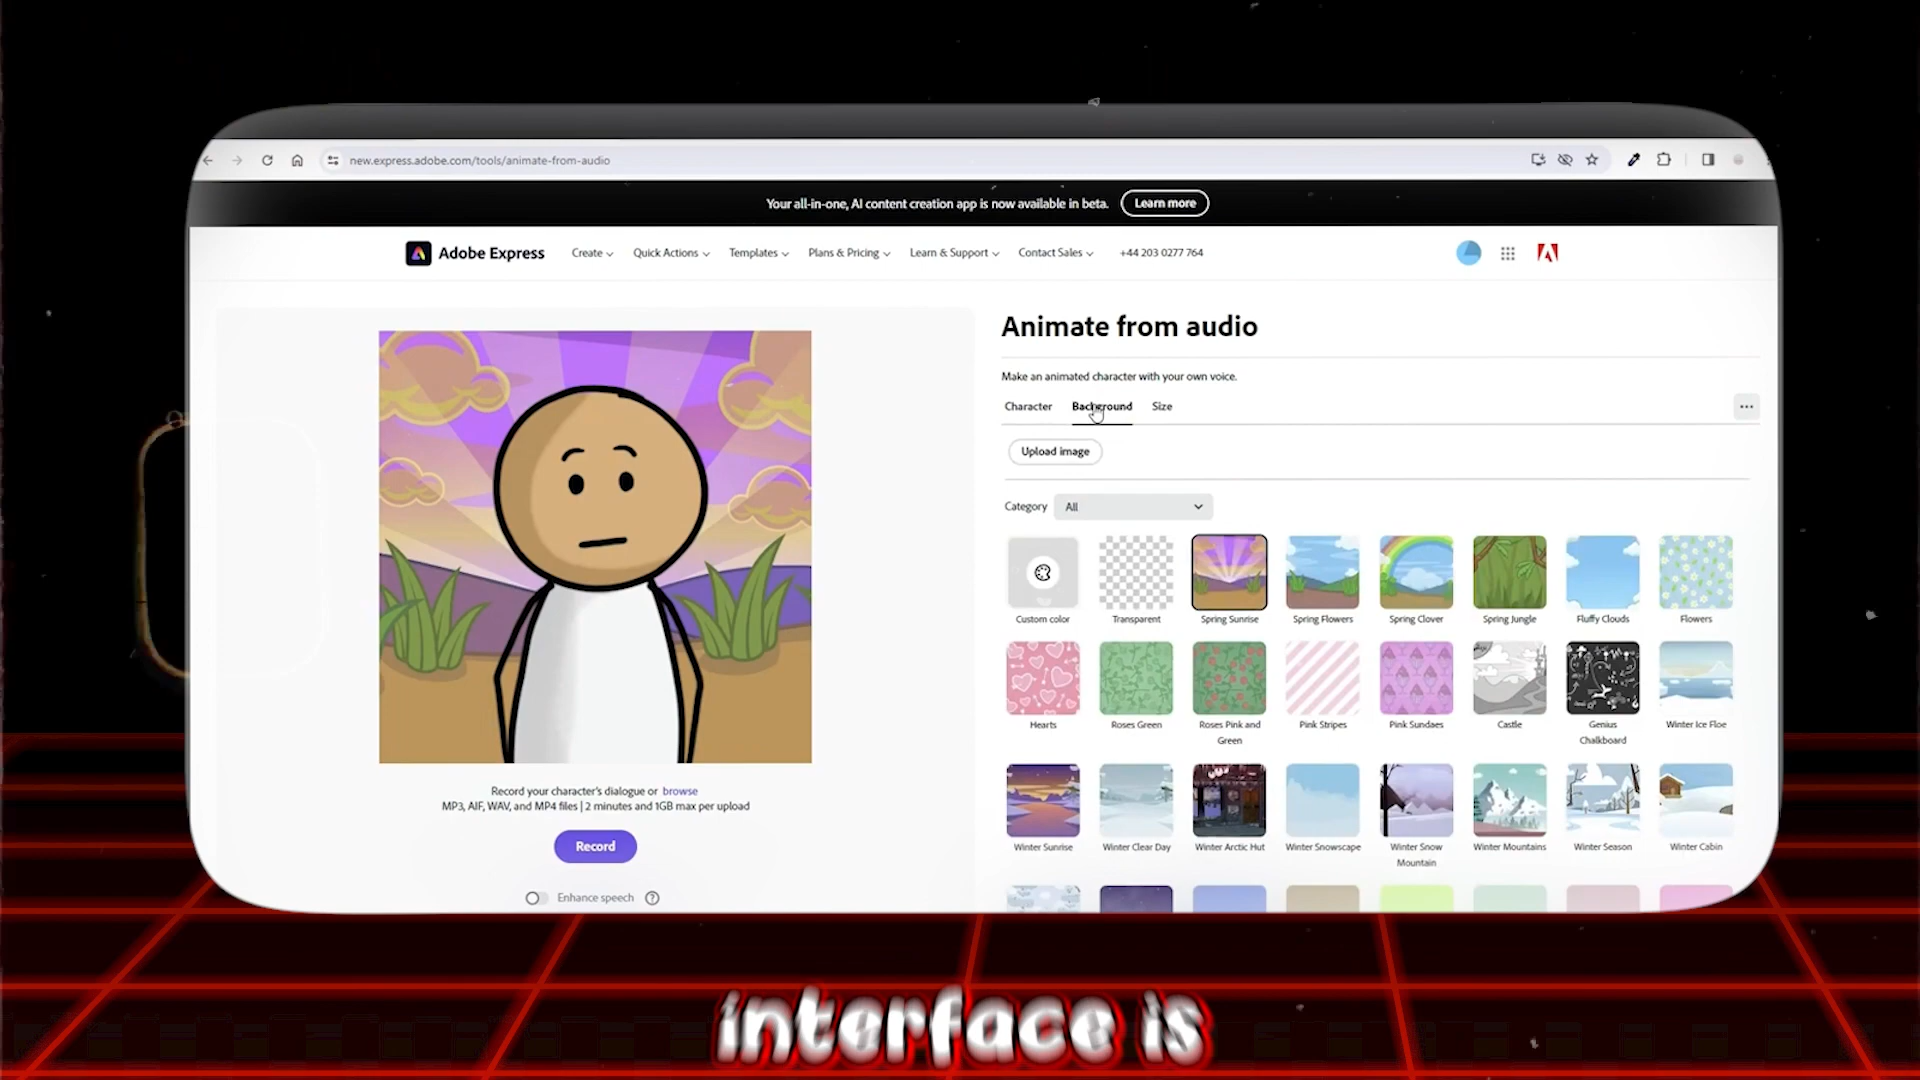 new.express.adobe.com/tools/animate-from-audio
Your all-in-one, AI content creation app is now available in beta. Learn more
Adobe Express Create Quick Actions Templates Plans & Pricing Learn & Support Contact Sales +44 203 0277 764
Animate from audio
Make an animated character with your own voice.
Character Background Size
Upload image
Category All
Custom color Transparent Spring Sunrise Spring Flowers Spring Clover Spring Jungle Fluffy Clouds Flowers
Hearts Roses Green Roses Pink and Green Pink Stripes Pink Sundaes Castle Genius Chalkboard Winter Ice Floe
Winter Sunrise Winter Clear Day Winter Arctic Hut Winter Snowscape Winter Snow Mountain Winter Mountains Winter Season Winter Cabin
Record your character's dialogue or browse
MP3, AIF, WAV, and MP4 files | 2 minutes and 1GB max per upload
Record
Enhance speech ?
interface is